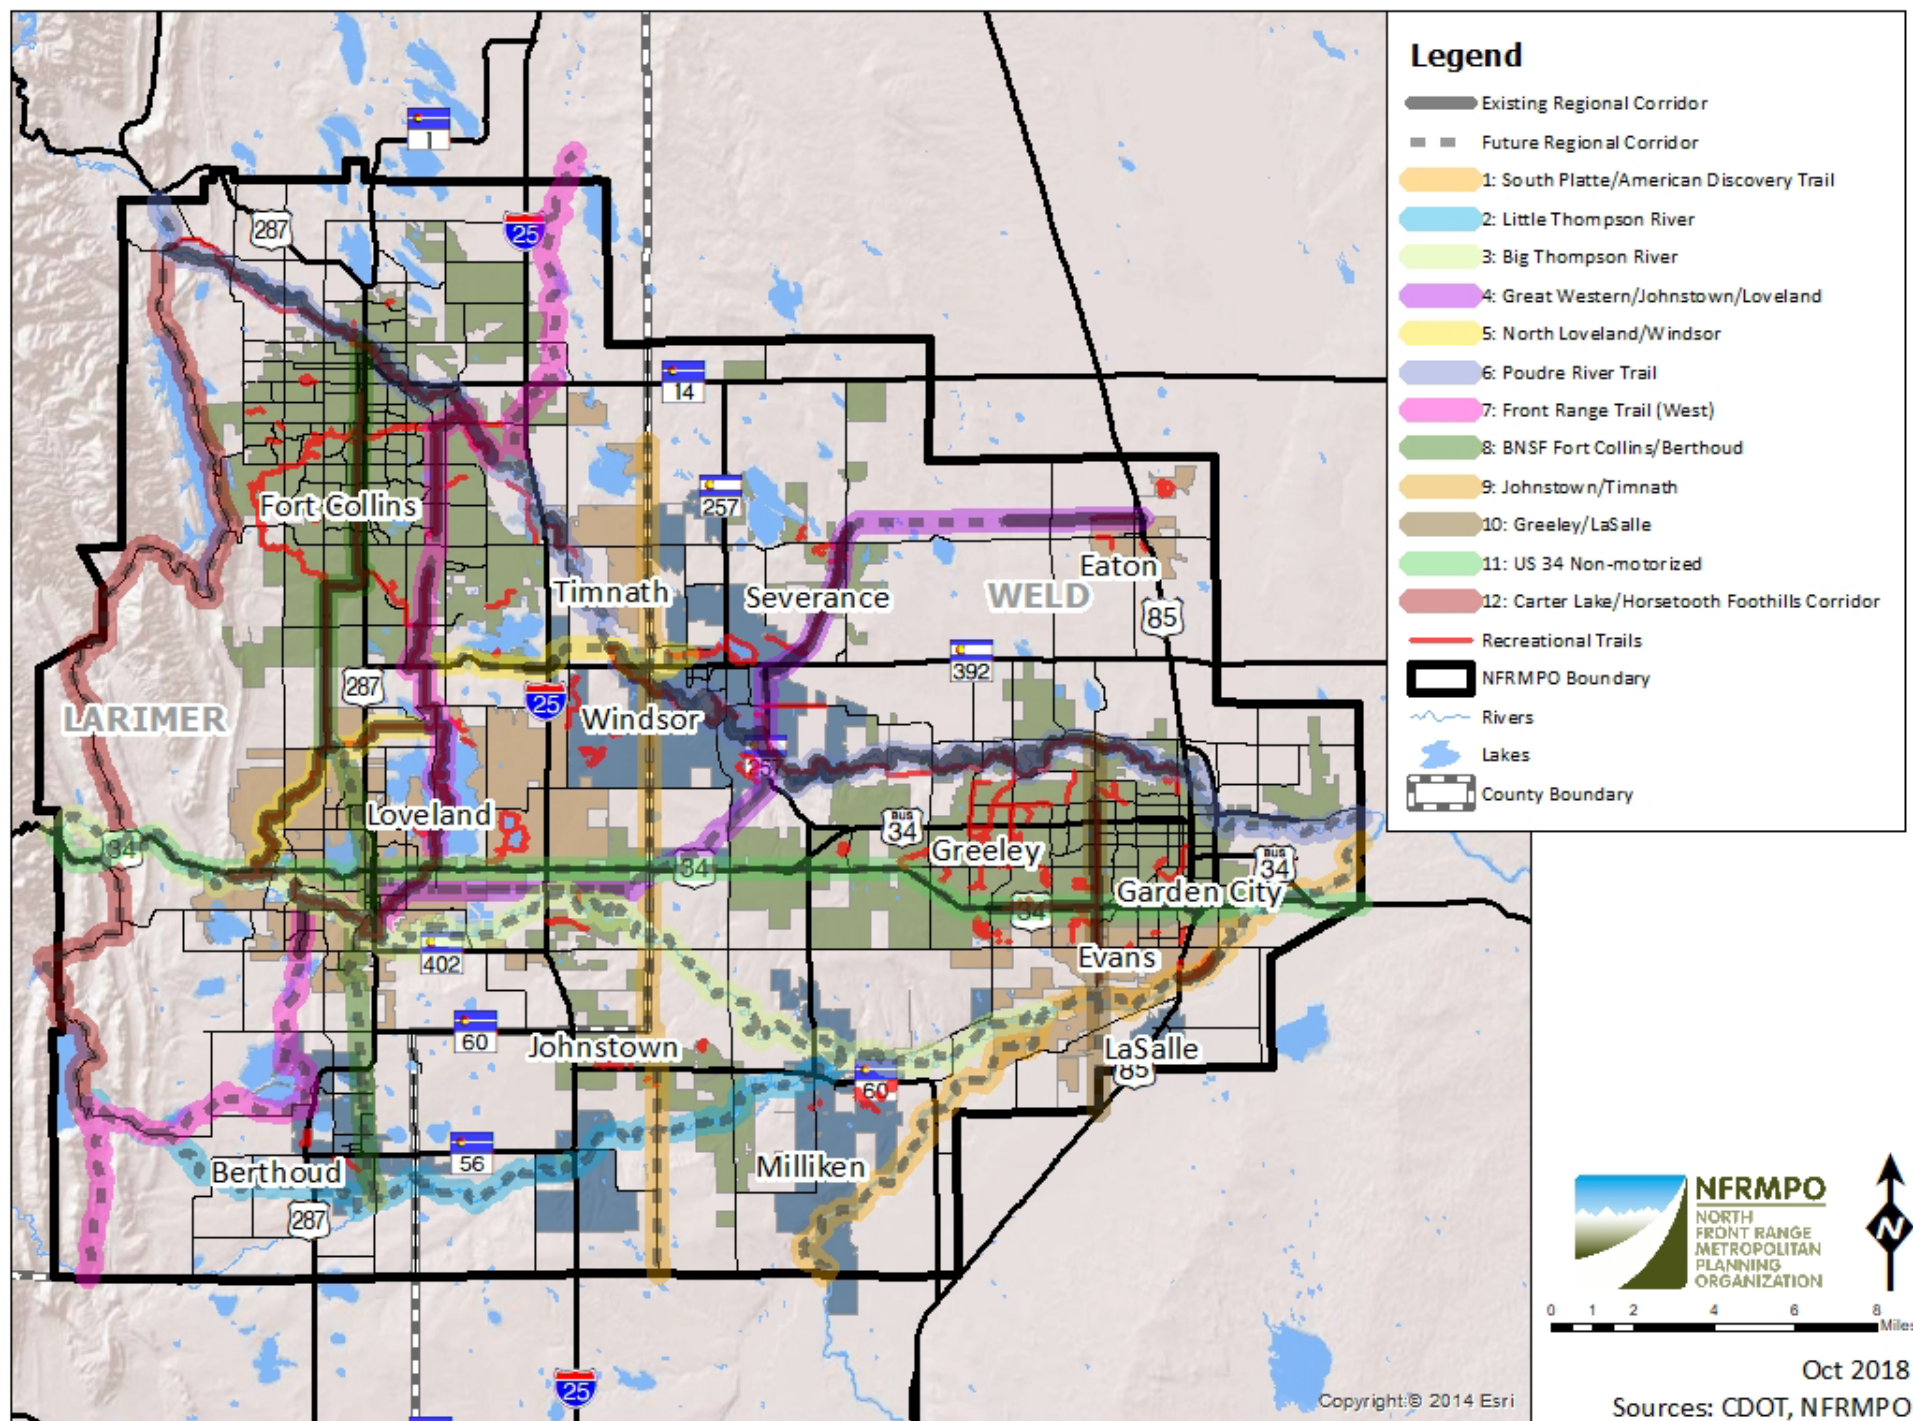 Legend
Existing Regional Corridor
Future Regional Corridor
1: South Platte/American Discovery Trail
2: Little Thompson River
3: Big Thompson River
4: Great Western/Johnstown/Loveland
5: North Loveland/Windsor
6: Poudre River Trail
7: Front Range Trail (West)
8: BNSF Fort Collins/Berthoud
9: Johnstown/Timnath
10: Greeley/LaSalle
11: US 34 Non-motorized
12: Carter Lake/Horsetooth Foothills Corridor
Recreational Trails
NFRMPO Boundary
Rivers
Lakes
County Boundary
1
287
25
14
257
Fort Collins
Timnath
Severance
WELD
Eaton
85
392
287
25
LARIMER
Windsor
257
Loveland
34
34
BUS
34
Greeley
BUS
34
Garden City
34
402
Evans
60
Johnstown
LaSalle
85
60
56
Berthoud
Milliken
287
25
Copyright:© 2014 Esri
NFRMPO
NORTH
FRONT RANGE
METROPOLITAN
PLANNING
ORGANIZATION
N
0 1 2 4 6 8
Miles
Oct 2018
Sources: CDOT, NFRMPO